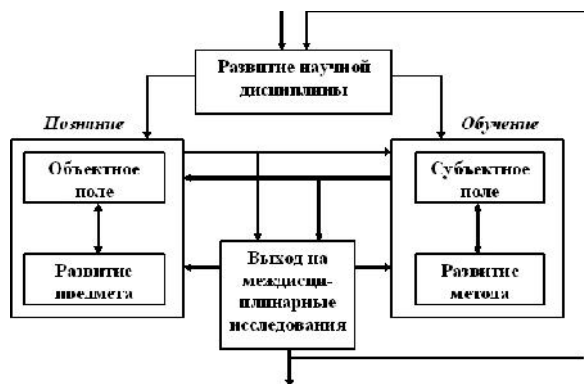 Развитие научной
дисциплины
Познание
Обучение
Объектное
поле
Субъектное
поле
Развитие
предмета
Выход на
междисци-
плинарные
исследования
Развитие
метода